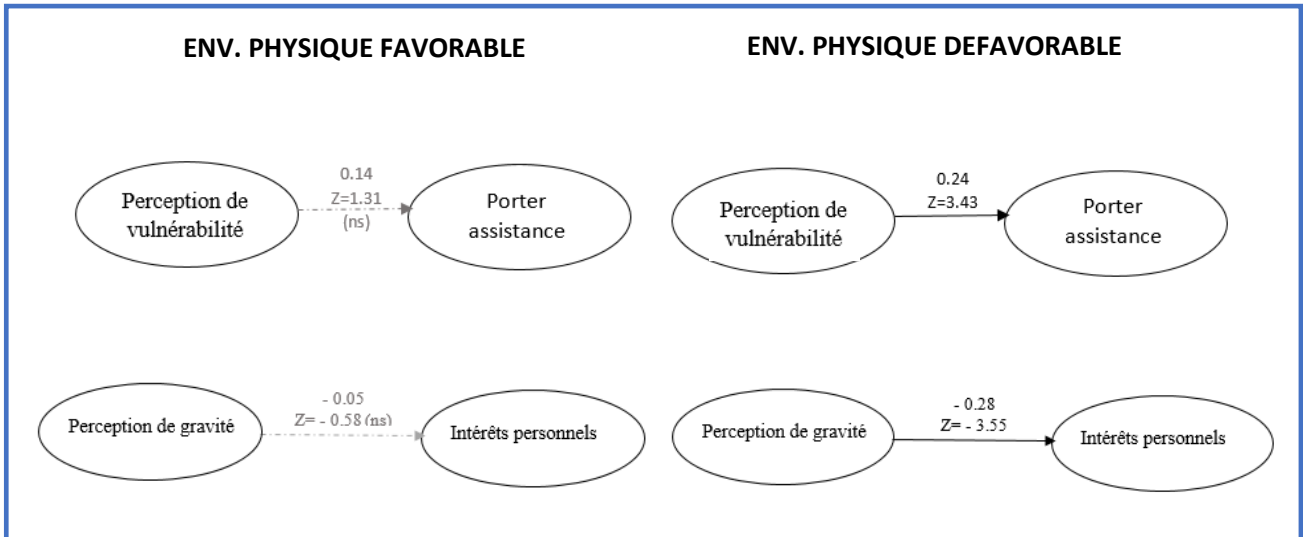 ENV. PHYSIQUE FAVORABLE
ENV. PHYSIQUE DEFAVORABLE
Perception de
vulnérabilité
0.14
Z=1.31
(ns)
Porter
assistance
Perception de
vulnérabilité
0.24
Z=3.43
Porter
assistance
Perception de gravité
- 0.05
Z= - 0.58 (ns)
Intérêts personnels
Perception de gravité
- 0.28
Z= - 3.55
Intérêts personnels